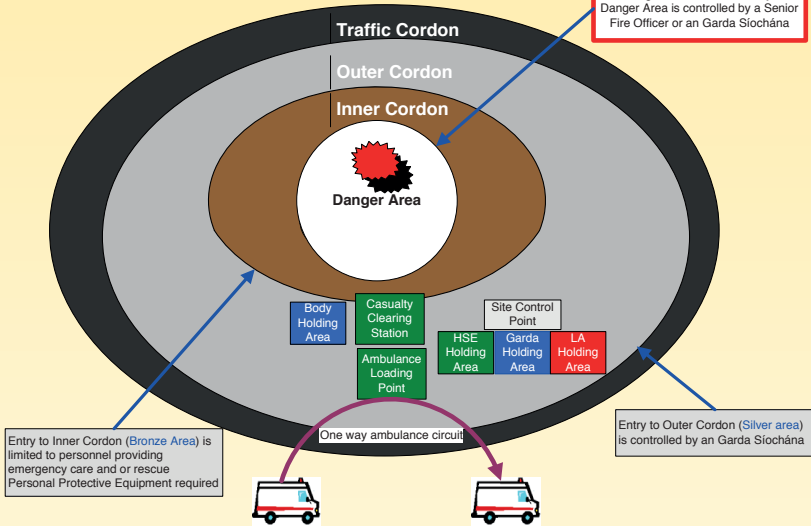 Danger Area is controlled by a Senior
Fire Officer or an Garda Síochána
Traffic Cordon
Outer Cordon
Inner Cordon
Danger Area
Body
Holding
Area
Casualty
Clearing
Station
Ambulance
Loading
Point
Site Control
Point
HSE
Holding
Area
Garda
Holding
Area
LA
Holding
Area
One way ambulance circuit
Entry to Inner Cordon (Bronze Area) is
limited to personnel providing
emergency care and or rescue
Personal Protective Equipment required
Entry to Outer Cordon (Silver area)
is controlled by an Garda Síochána